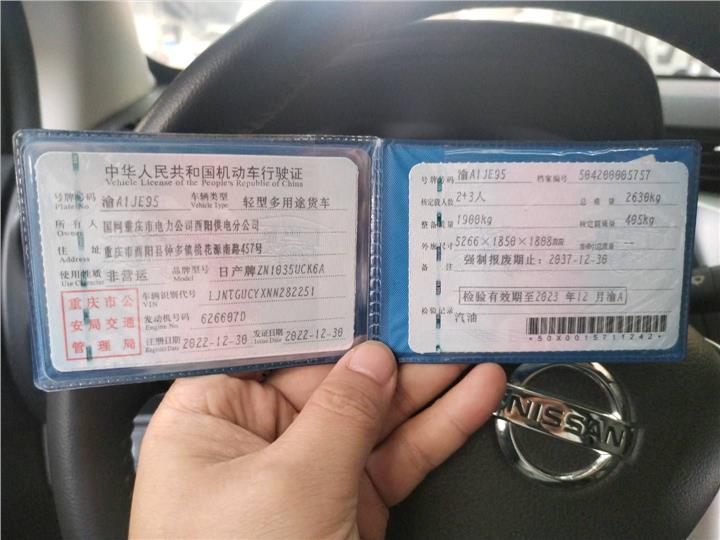 中华人民共和国机动车行驶证
Vehicle License of the People's Republic of China
号牌号码 渝A1JE95 车辆类型 轻型多用途货车
Plate No. Vehicle Type
所有人 国网重庆市电力公司酉阳供电分公司
Owner
住址 重庆市酉阳县钟多镇桃花源南路457号
Address
使用性质 非营运 品牌型号 日产牌ZN1035UCK6A
Use Character Model
重庆市公安局交通管理局
车辆识别代号 LJNTGUCYXNN282251
VIN
发动机号码 626607D
Engine No.
注册日期 2022-12-30 发证日期 2022-12-30
Register Date Issue Date
号牌号码 渝A1JE95 档案编号 504200005757
核定载人数 2+3人 总质量 2630kg
整备质量 1900kg 核定载质量 405kg
外廓尺寸 5266×1850×1808mm 准牵引总质量 --
备注 强制报废期止：2037-12-30
检验有效期至2023年12月渝A
检验记录
汽油
*50X0015711242*
NISSAN